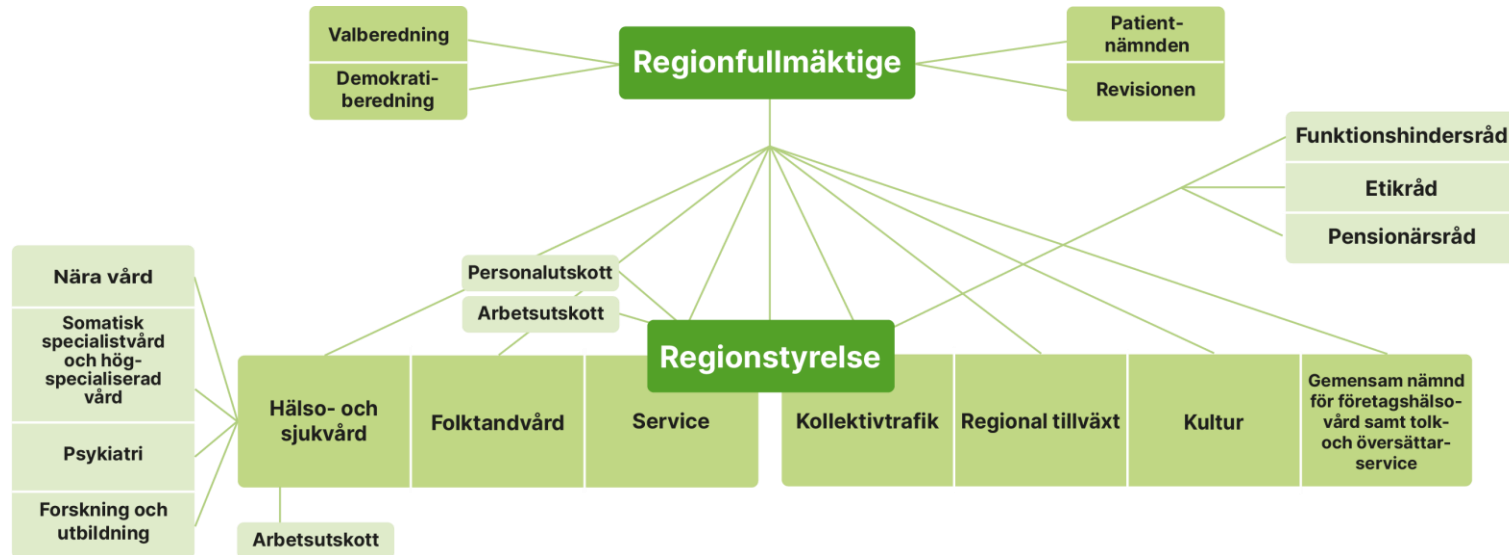 Valberedning
Demokrati-
beredning
Regionfullmäktige
Patient-
nämnden
Revisionen
Funktionshindersråd
Etikråd
Pensionärsråd
Personalutskott
Arbetsutskott
Regionstyrelse
Nära vård
Somatisk
specialistvård
och hög-
specialiserad
vård
Psykiatri
Forskning och
utbildning
Hälso- och
sjukvård
Folktandvård
Service
Kollektivtrafik
Regional tillväxt
Kultur
Gemensam nämnd
för företagshälso-
vård samt tolk-
och översättar-
service
Arbetsutskott